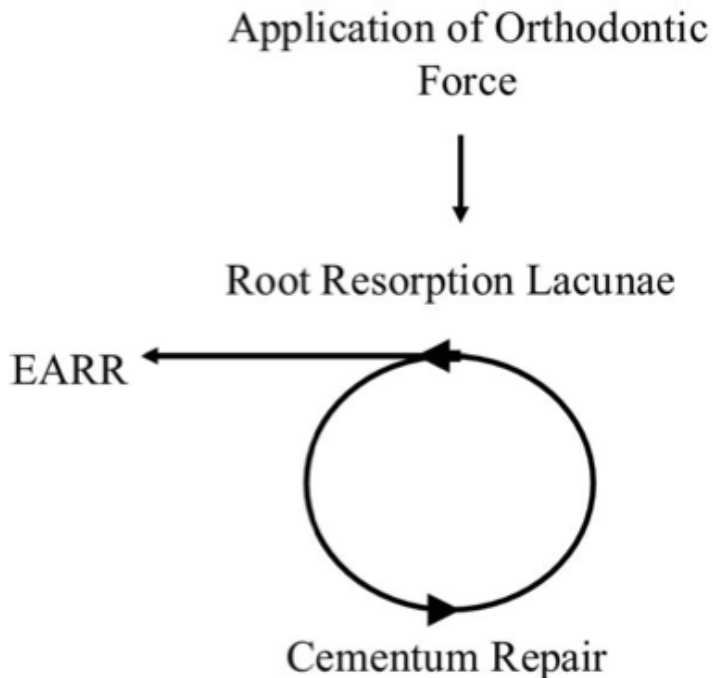 Application of Orthodontic
Force
Root Resorption Lacunae
EARR
Cementum Repair